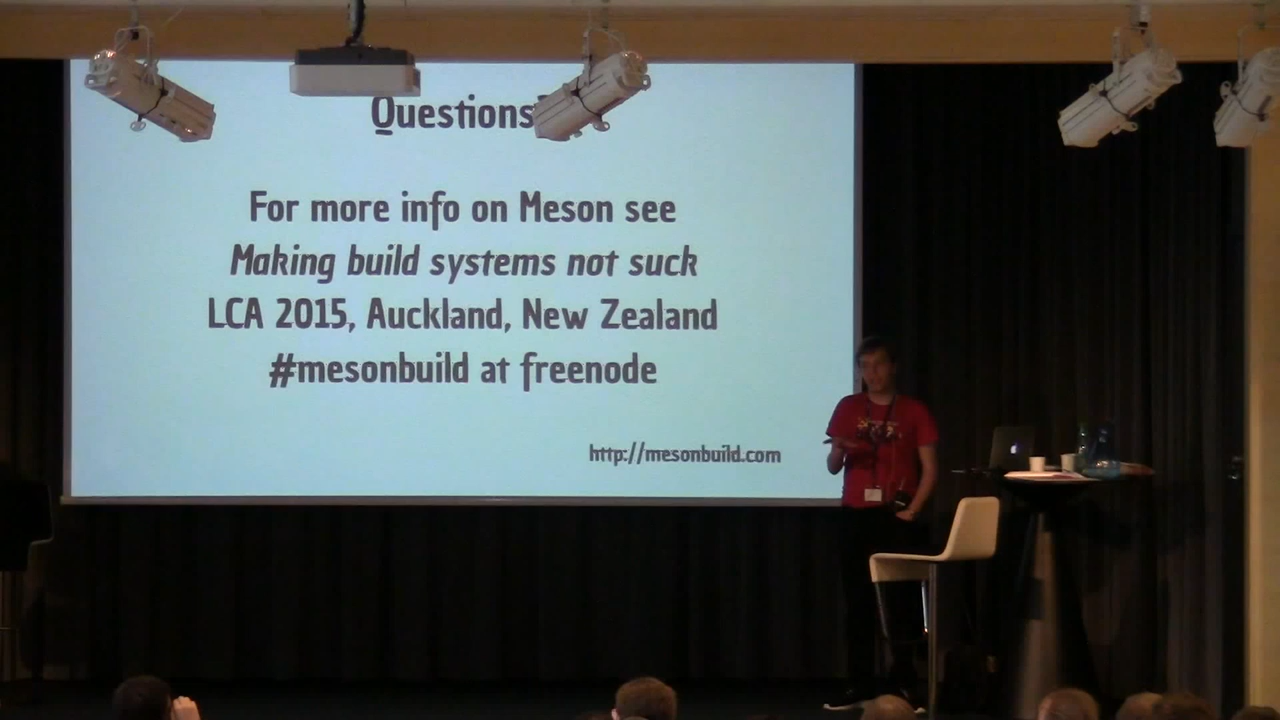 Questions
For more info on Meson see
Making build systems not suck
LCA 2015, Auckland, New Zealand
#mesonbuild at freenode
http://mesonbuild.com